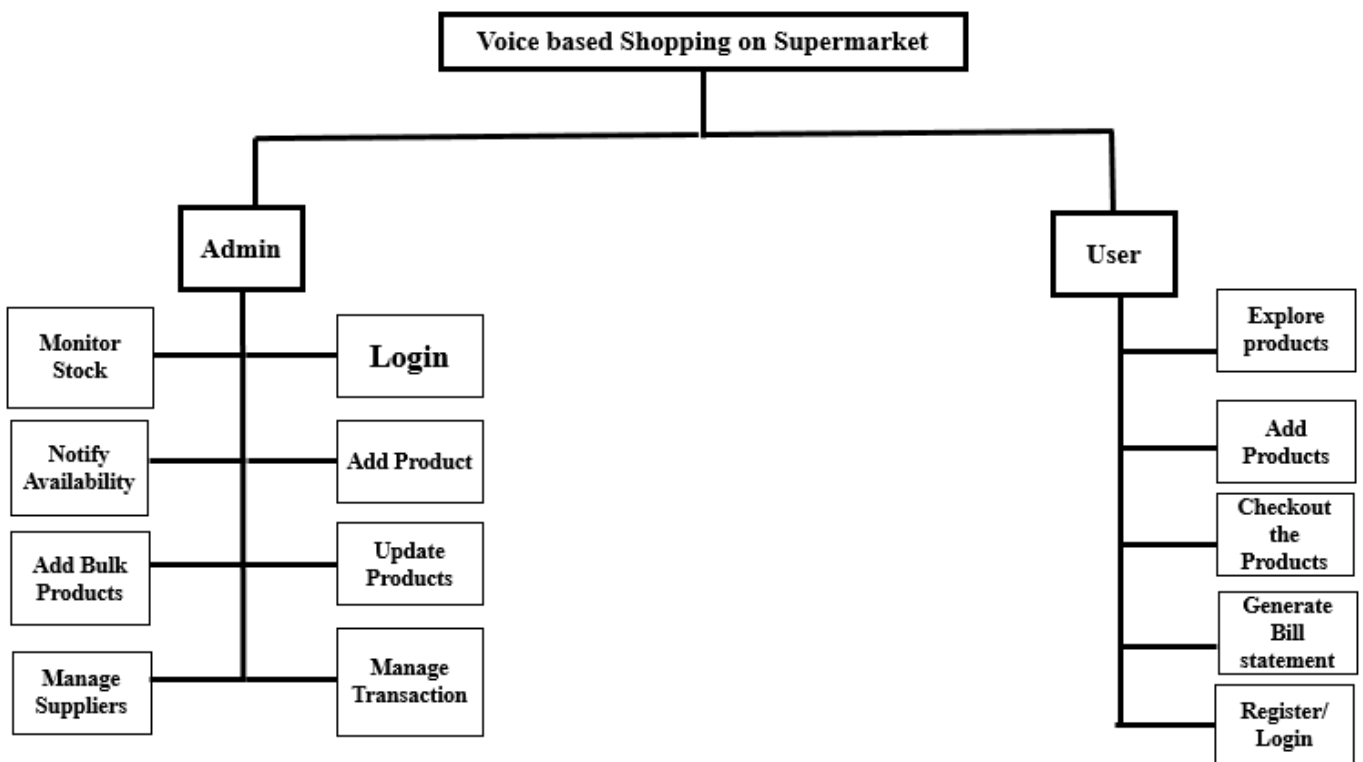 Voice based Shopping on Supermarket
Admin
User
Monitor
Stock
Login
Notify
Availability
Add Product
Add Bulk
Products
Update
Products
Manage
Suppliers
Manage
Transaction
Explore
products
Add
Products
Checkout
the
Products
Generate
Bill
statement
Register/
Login